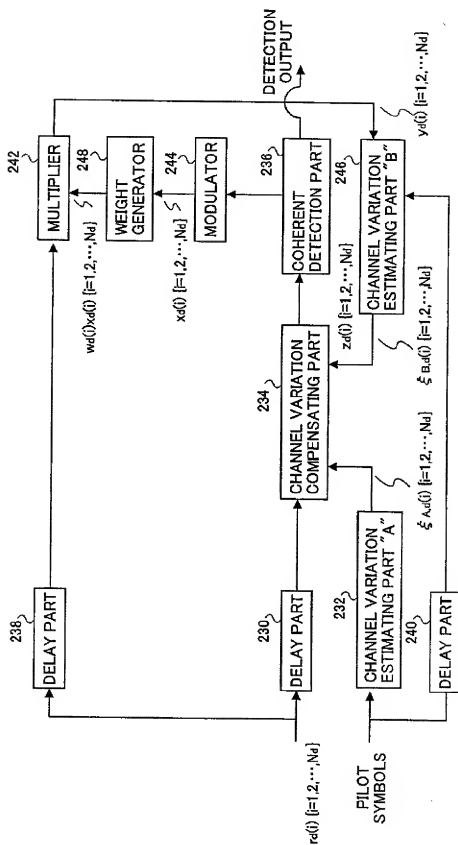 238
DELAY PART
242
MULTIPLIER
wd(i)xd(i) [i=1,2,···,Nd]
248
WEIGHT
GENERATOR
xd(i) [i=1,2,···,Nd]
244
MODULATOR
DETECTION
OUTPUT
rd(i) [i=1,2,···,Nd]
230
DELAY PART
234
CHANNEL VARIATION
COMPENSATING PART
236
COHERENT
DETECTION PART
zd(i) [i=1,2,···,Nd]
PILOT
SYMBOLS
232
CHANNEL VARIATION
ESTIMATING PART "A"
ξA,d(i) [i=1,2,···,Nd]
246
CHANNEL VARIATION
ESTIMATING PART "B"
ξB,d(i) [i=1,2,···,Nd]
yd(i) [i=1,2,···,Nd]
240
DELAY PART